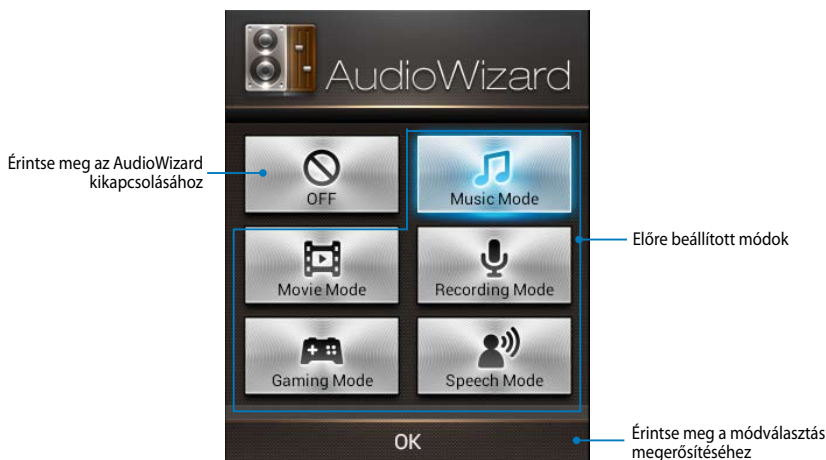 AudioWizard
Érintse meg az AudioWizard
kikapcsolásához
OFF
Music Mode
Előre beállított módok
Movie Mode
Recording Mode
Gaming Mode
Speech Mode
OK
Érintse meg a módválasztás
megerősítéséhez